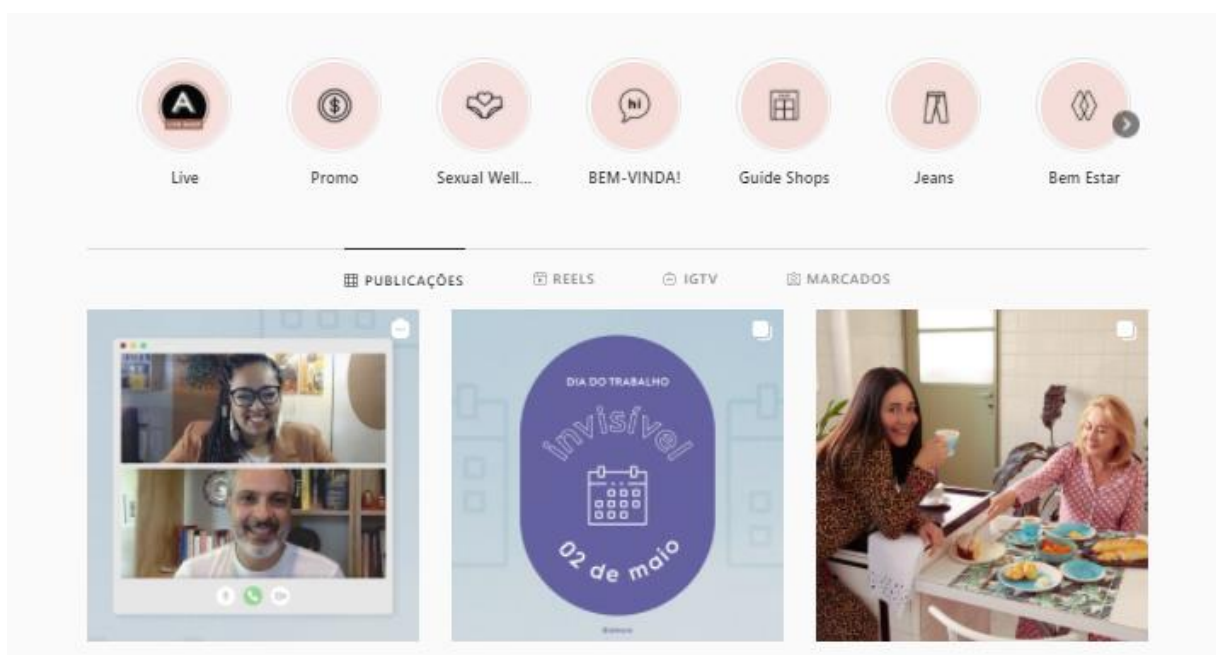 A
$
hi
Live
Promo
Sexual Well...
BEM-VINDA!
Guide Shops
Jeans
Bem Estar
PUBLICAÇÕES
REELS
IGTV
MARCADOS
DIA DO TRABALHO
invisível
02 de maio